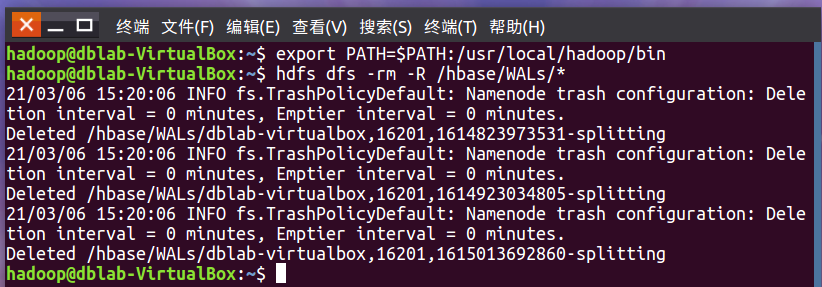 终端 文件(F) 编辑(E) 查看(V) 搜索(S) 终端(T) 帮助(H)
hadoop@dblab-VirtualBox:~$ export PATH=$PATH:/usr/local/hadoop/bin
hadoop@dblab-VirtualBox:~$ hdfs dfs -rm -R /hbase/WALs/*
21/03/06 15:20:06 INFO fs.TrashPolicyDefault: Namenode trash configuration: Dele
tion interval = 0 minutes, Emptier interval = 0 minutes.
Deleted /hbase/WALs/dblab-virtualbox,16201,1614823973531-splitting
21/03/06 15:20:06 INFO fs.TrashPolicyDefault: Namenode trash configuration: Dele
tion interval = 0 minutes, Emptier interval = 0 minutes.
Deleted /hbase/WALs/dblab-virtualbox,16201,1614923034805-splitting
21/03/06 15:20:06 INFO fs.TrashPolicyDefault: Namenode trash configuration: Dele
tion interval = 0 minutes, Emptier interval = 0 minutes.
Deleted /hbase/WALs/dblab-virtualbox,16201,1615013692860-splitting
hadoop@dblab-VirtualBox:~$